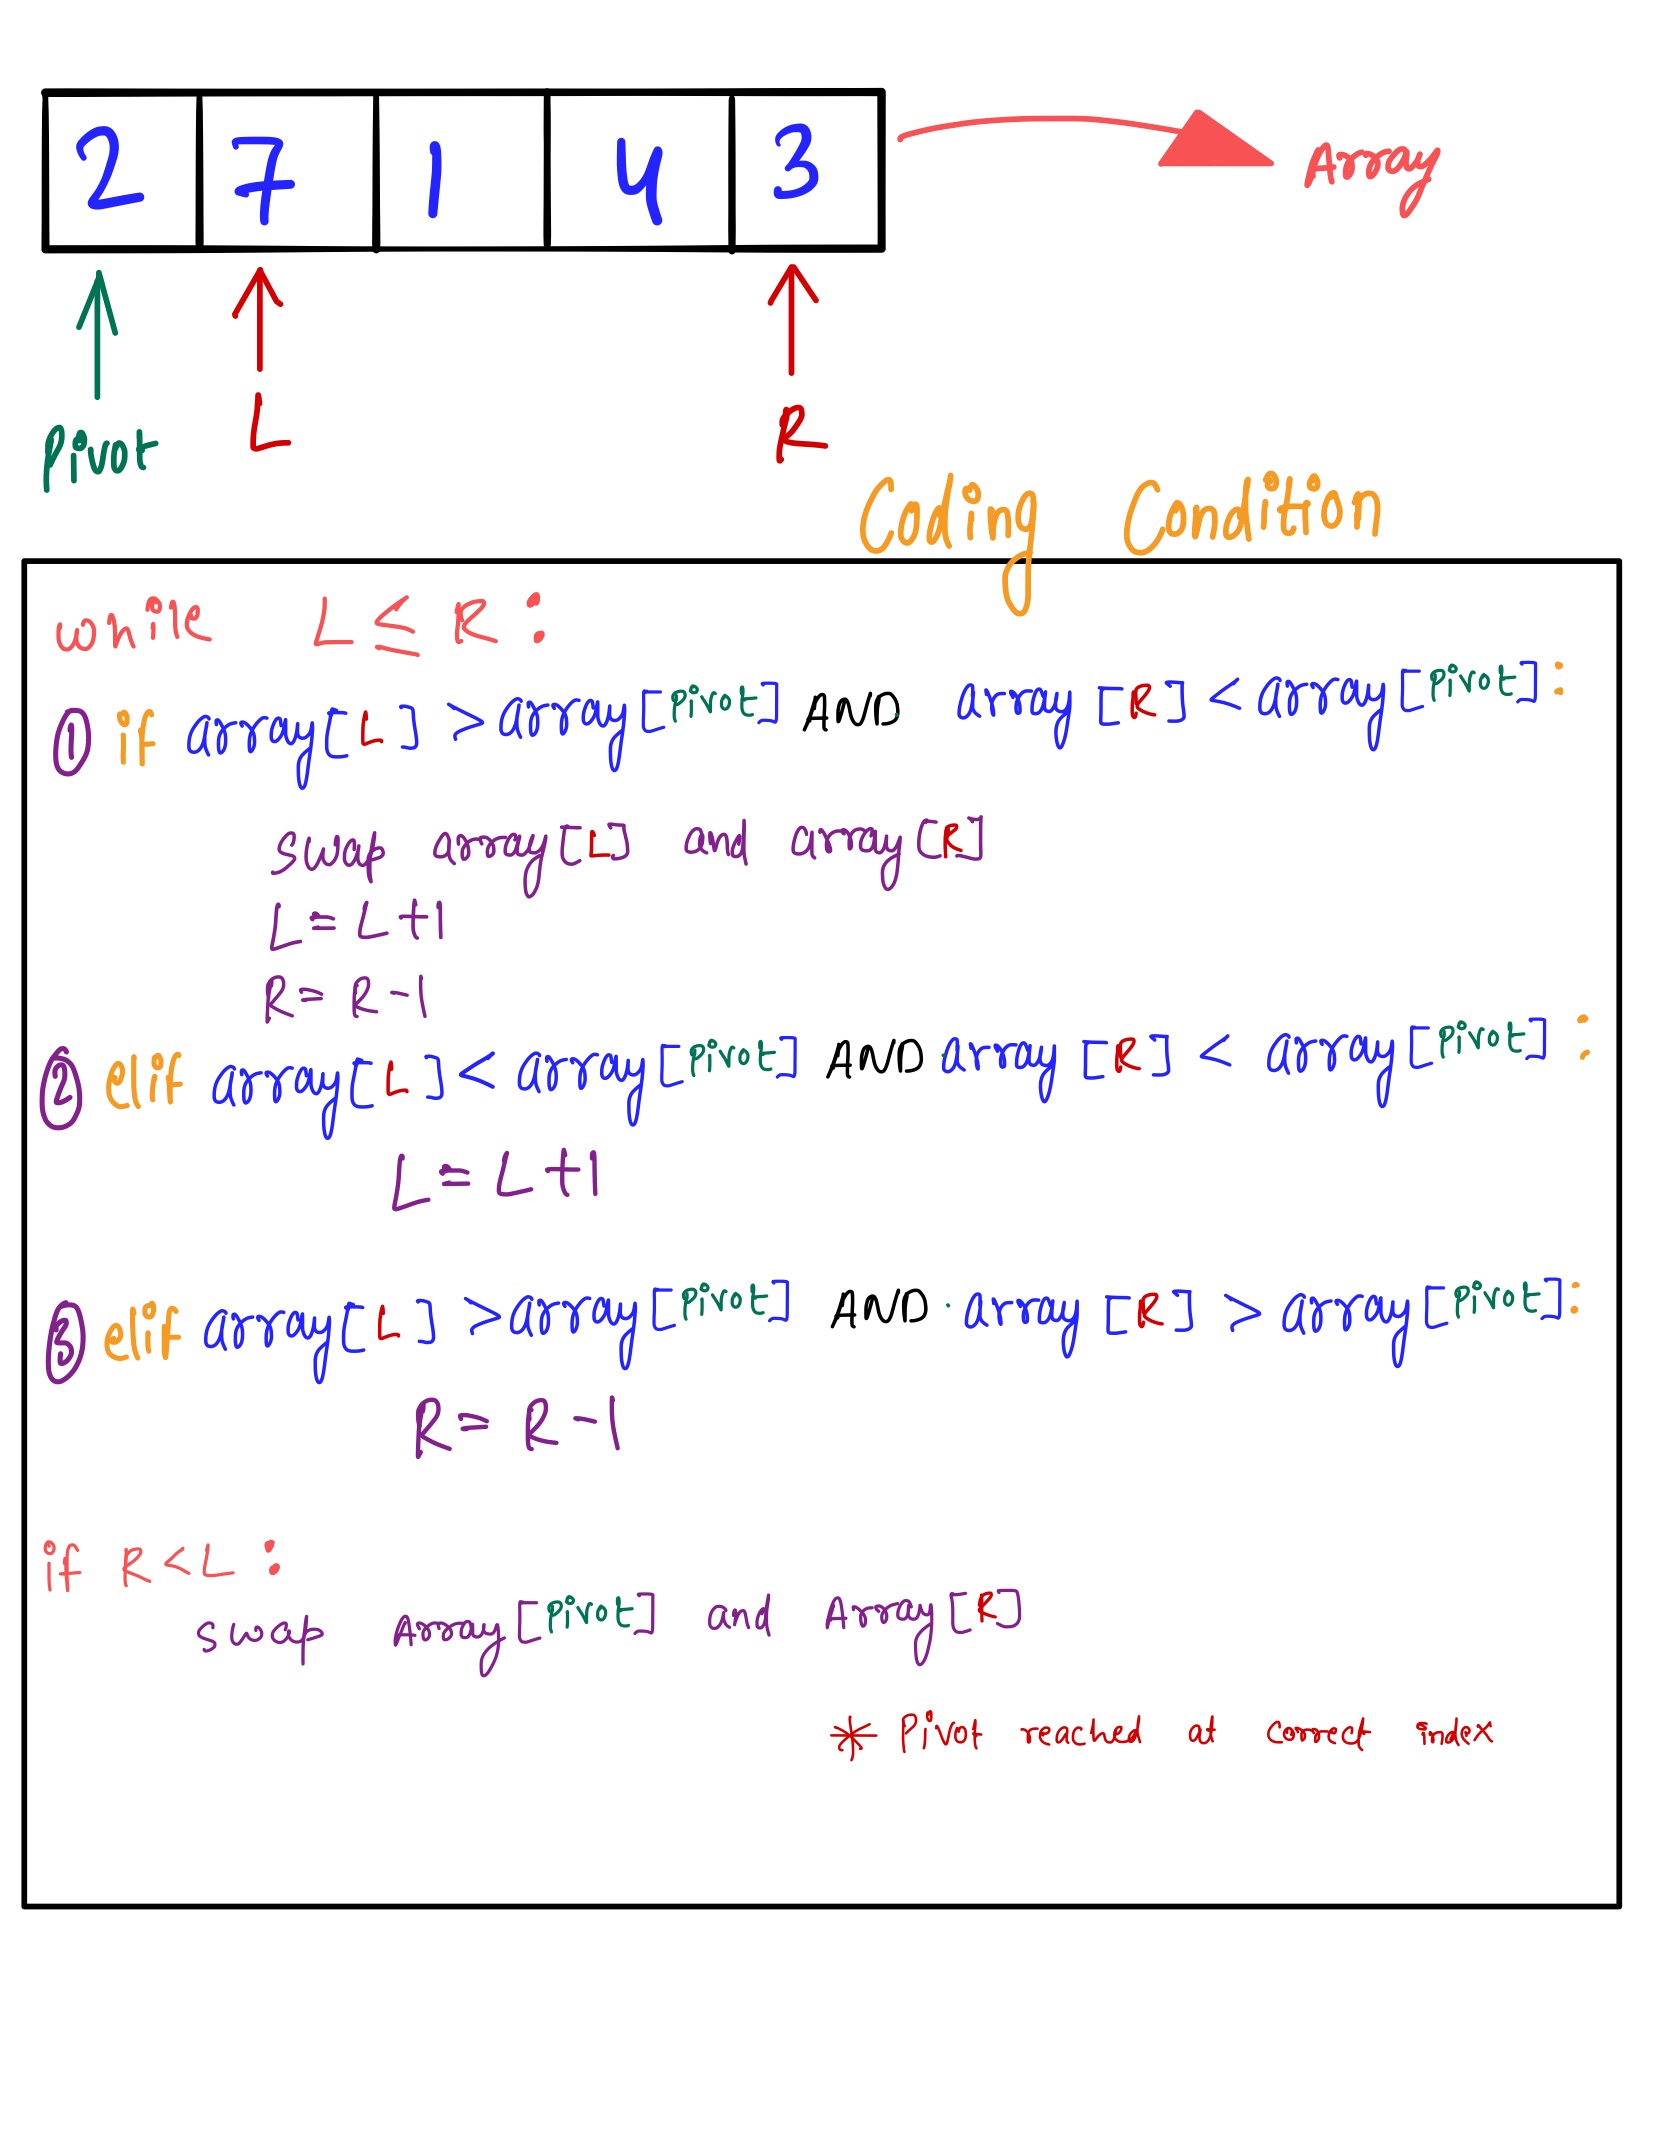 2 7 1 4 3 Array
Pivot L R
Coding Condition
while L ≤ R :
① if array[L] > array[Pivot] AND array[R] < array[Pivot]:
swap array[L] and array[R]
L = L+1
R = R-1
② elif array[L] < array[Pivot] AND array[R] < array[Pivot]:
L = L+1
③ elif array[L] > array[Pivot] AND array[R] > array[Pivot]:
R = R-1
if R < L :
swap Array[Pivot] and Array[R]
* Pivot reached at correct index